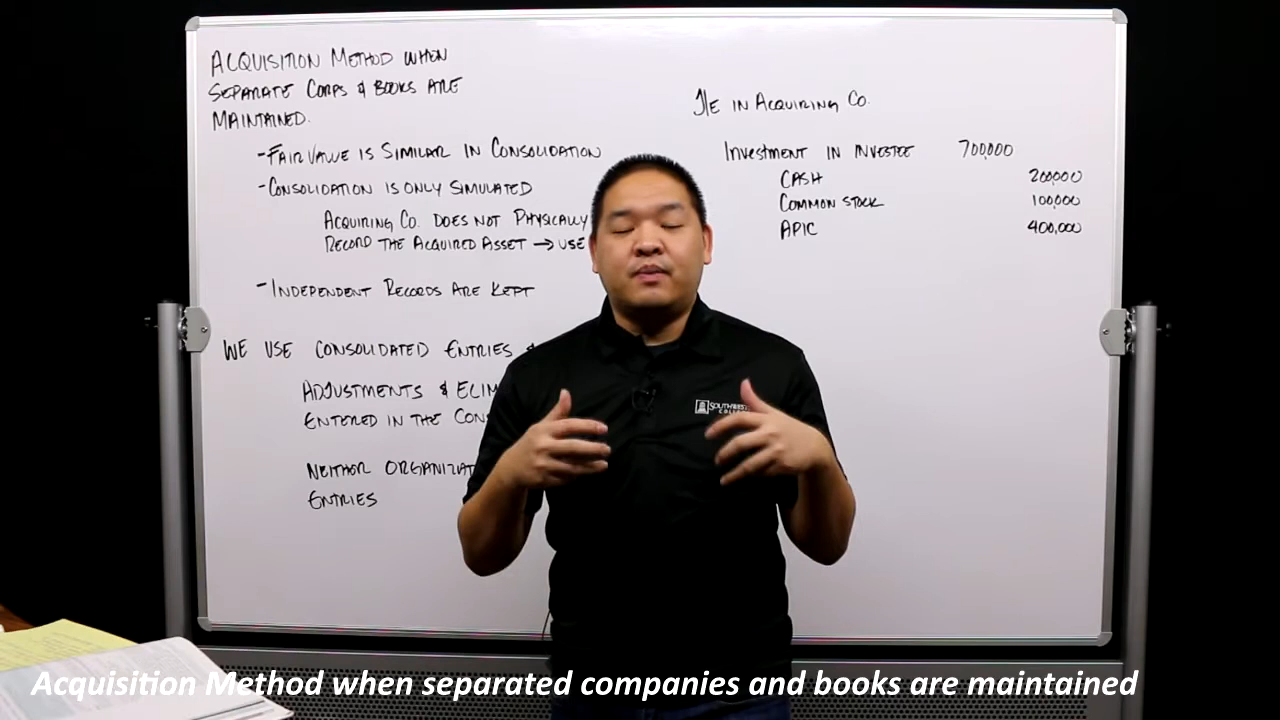 ACQUISITION METHOD WHEN
SEPARATE CORPS & BOOKS ARE
MAINTAINED.
- FAIR VALUE IS SIMILAR IN CONSOLIDATION
- CONSOLIDATION IS ONLY SIMULATED
ACQUIRING CO. DOES NOT PHYSICALLY
RECORD THE ACQUIRED ASSET → USE
- INDEPENDENT RECORDS ARE KEPT
WE USE CONSOLIDATED ENTRIES &
ADJUSTMENTS & ELIM
ENTERED IN THE CONS
NEITHOR ORGANIZAT
ENTRIES
J/E IN ACQUIRING CO.
INVESTMENT IN INVESTEE 700,000
CASH 200,000
COMMON STOCK 100,000
APIC 400,000
SOUTHWEST
Acquisition Method when separated companies and books are maintained